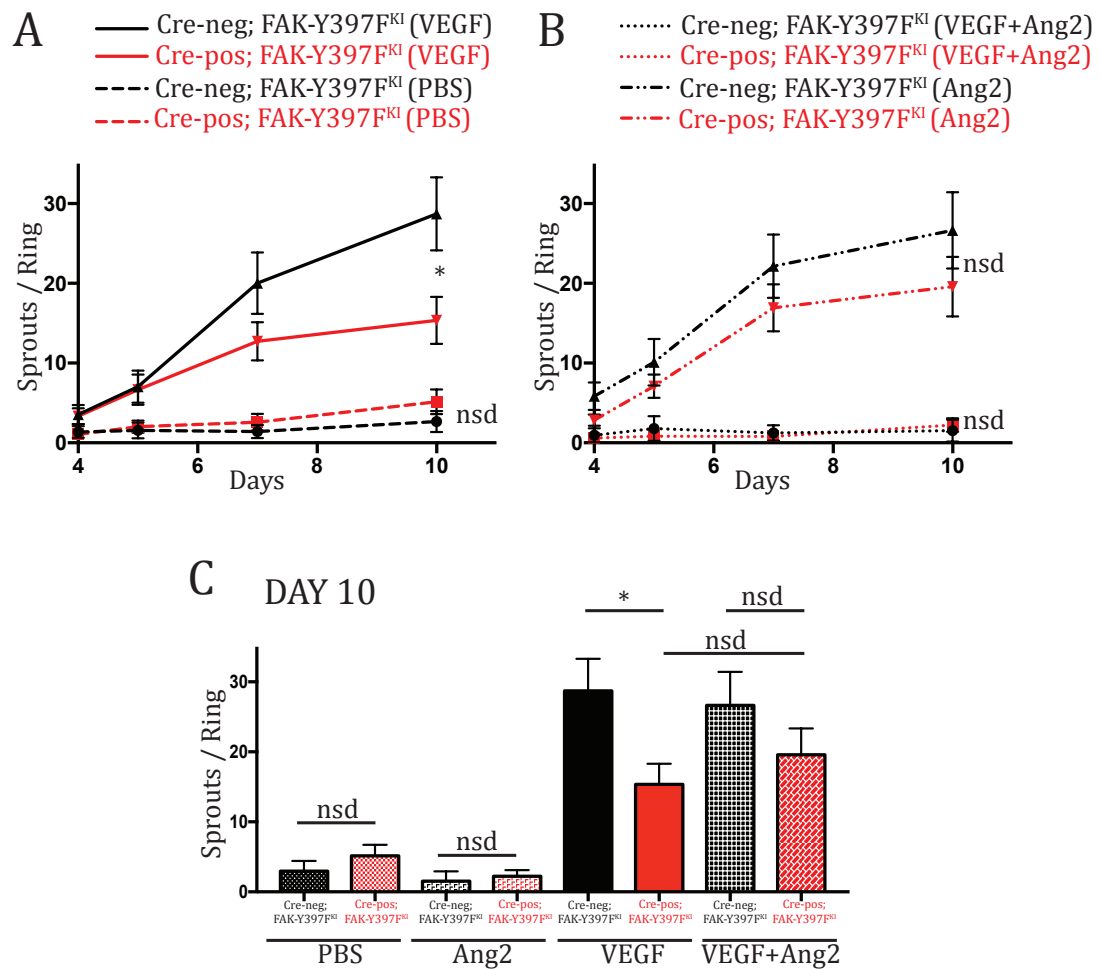 A
Cre-neg; FAK-Y397F^KI (VEGF)
Cre-pos; FAK-Y397F^KI (VEGF)
Cre-neg; FAK-Y397F^KI (PBS)
Cre-pos; FAK-Y397F^KI (PBS)
Sprouts / Ring
30
20
10
0
*
nsd
4 6 8 10
Days
B
Cre-neg; FAK-Y397F^KI (VEGF+Ang2)
Cre-pos; FAK-Y397F^KI (VEGF+Ang2)
Cre-neg; FAK-Y397F^KI (Ang2)
Cre-pos; FAK-Y397F^KI (Ang2)
Sprouts / Ring
30
20
10
0
nsd
nsd
4 6 8 10
Days
C DAY 10
Sprouts / Ring
30
20
10
0
nsd
nsd
*
nsd
nsd
Cre-neg; Cre-pos; Cre-neg; Cre-pos; Cre-neg; Cre-pos; Cre-neg; Cre-pos;
FAK-Y397F^KI FAK-Y397F^KI FAK-Y397F^KI FAK-Y397F^KI FAK-Y397F^KI FAK-Y397F^KI FAK-Y397F^KI FAK-Y397F^KI
PBS Ang2 VEGF VEGF+Ang2